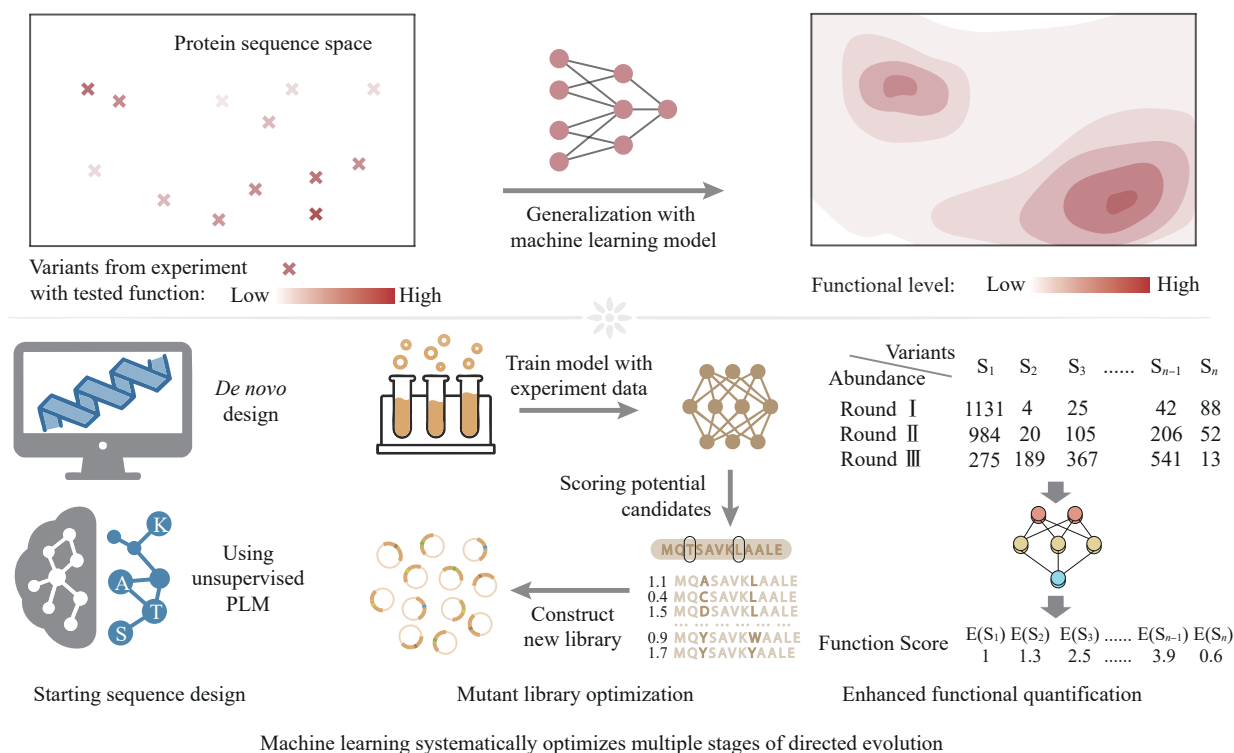 Protein sequence space
Generalization with
machine learning model
Variants from experiment
with tested function: Low High
Functional level: Low High
De novo
design
K
A
T
S
Using
unsupervised
PLM
Starting sequence design
Train model with
experiment data
Scoring potential
candidates
MQTSAVKLAALE
1.1 MQASAVKLAALE
0.4 MQCSAVKLAALE
1.5 MQDSAVKLAALE
... ... ... ... ... ...
0.9 MQYSAVKWAALE
1.7 MQYSAVKYAALE
Construct
new library
Mutant library optimization
Variants S1 S2 S3 ...... Sn−1 Sn
Abundance
Round Ⅰ 1131 4 25 42 88
Round Ⅱ 984 20 105 206 52
Round Ⅲ 275 189 367 541 13
Function Score E(S1) E(S2) E(S3) ...... E(Sn−1) E(Sn)
1 1.3 2.5 ...... 3.9 0.6
Enhanced functional quantification
Machine learning systematically optimizes multiple stages of directed evolution